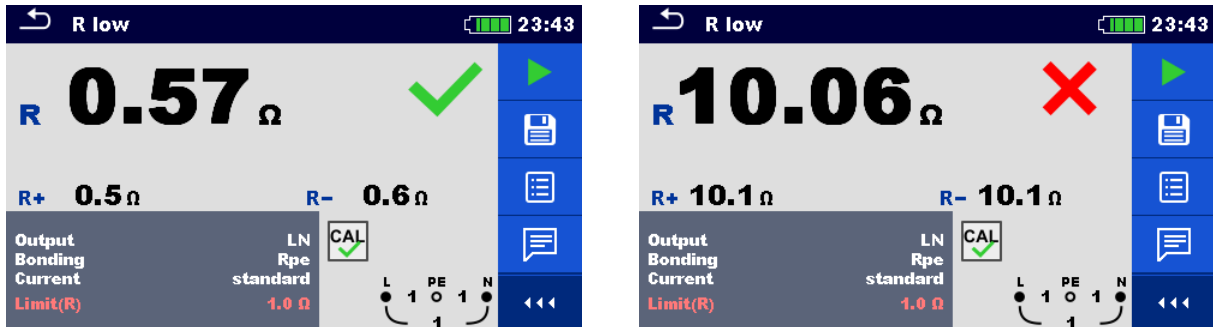 R low 23:43
R 0.57 Ω
R+ 0.5 Ω R- 0.6 Ω
Output LN
Bonding Rpe
Current standard
Limit(R) 1.0 Ω
CAL
L PE N
1 1
1
R low 23:43
R 10.06 Ω
R+ 10.1 Ω R- 10.1 Ω
Output LN
Bonding Rpe
Current standard
Limit(R) 1.0 Ω
CAL
L PE N
1 1
1